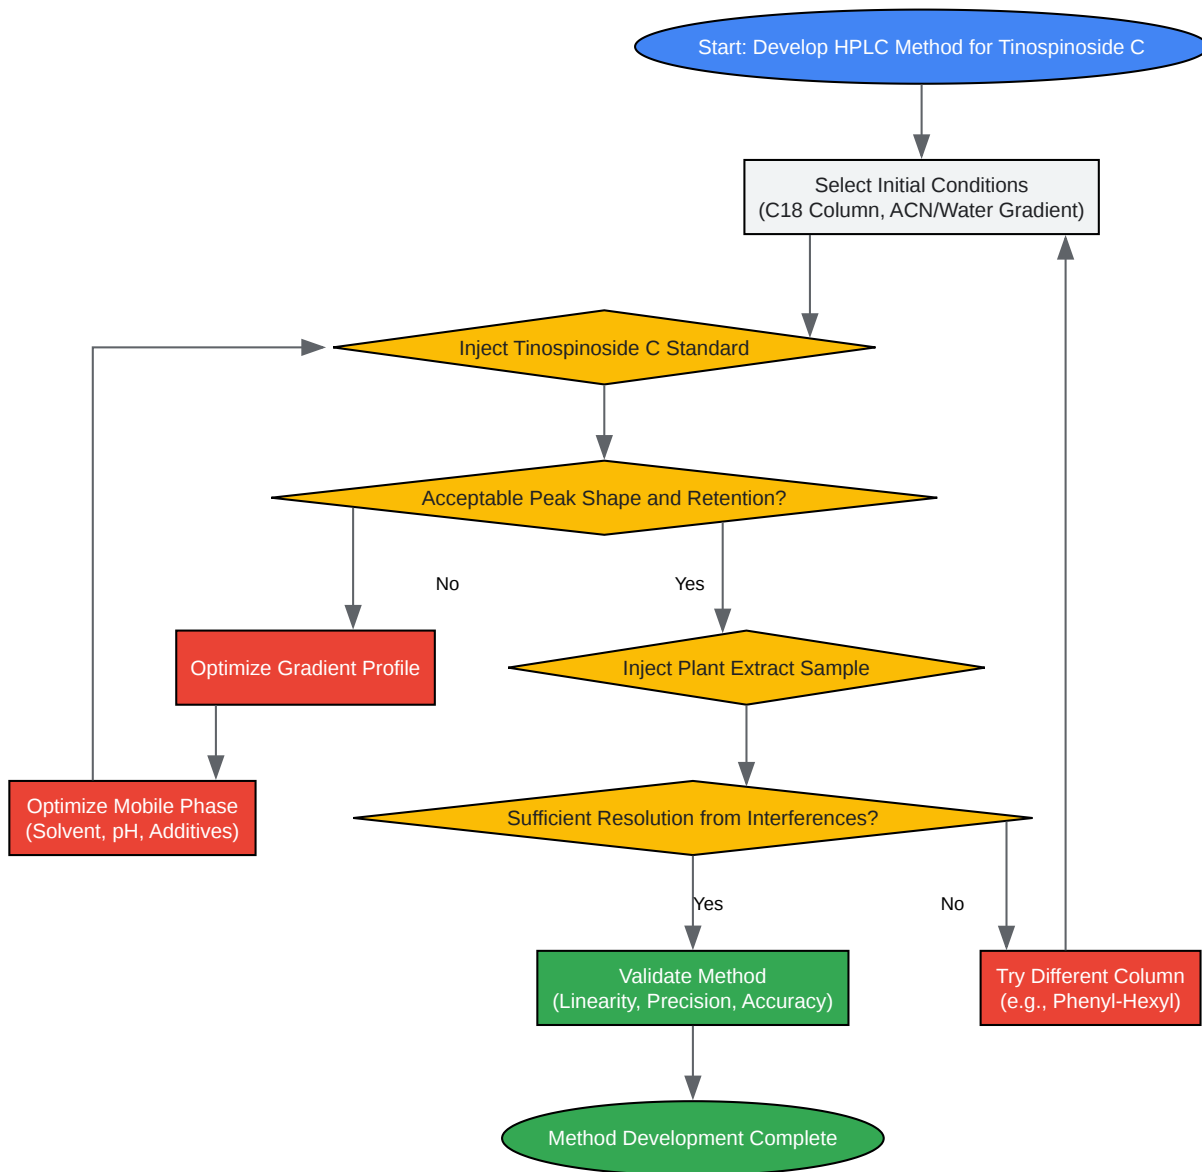 Start: Develop HPLC Method for Tinospinoside C
Select Initial Conditions
(C18 Column, ACN/Water Gradient)
Inject Tinospinoside C Standard
Acceptable Peak Shape and Retention?
No
Yes
Optimize Gradient Profile
Inject Plant Extract Sample
Optimize Mobile Phase
(Solvent, pH, Additives)
Sufficient Resolution from Interferences?
Yes
No
Validate Method
(Linearity, Precision, Accuracy)
Try Different Column
(e.g., Phenyl-Hexyl)
Method Development Complete